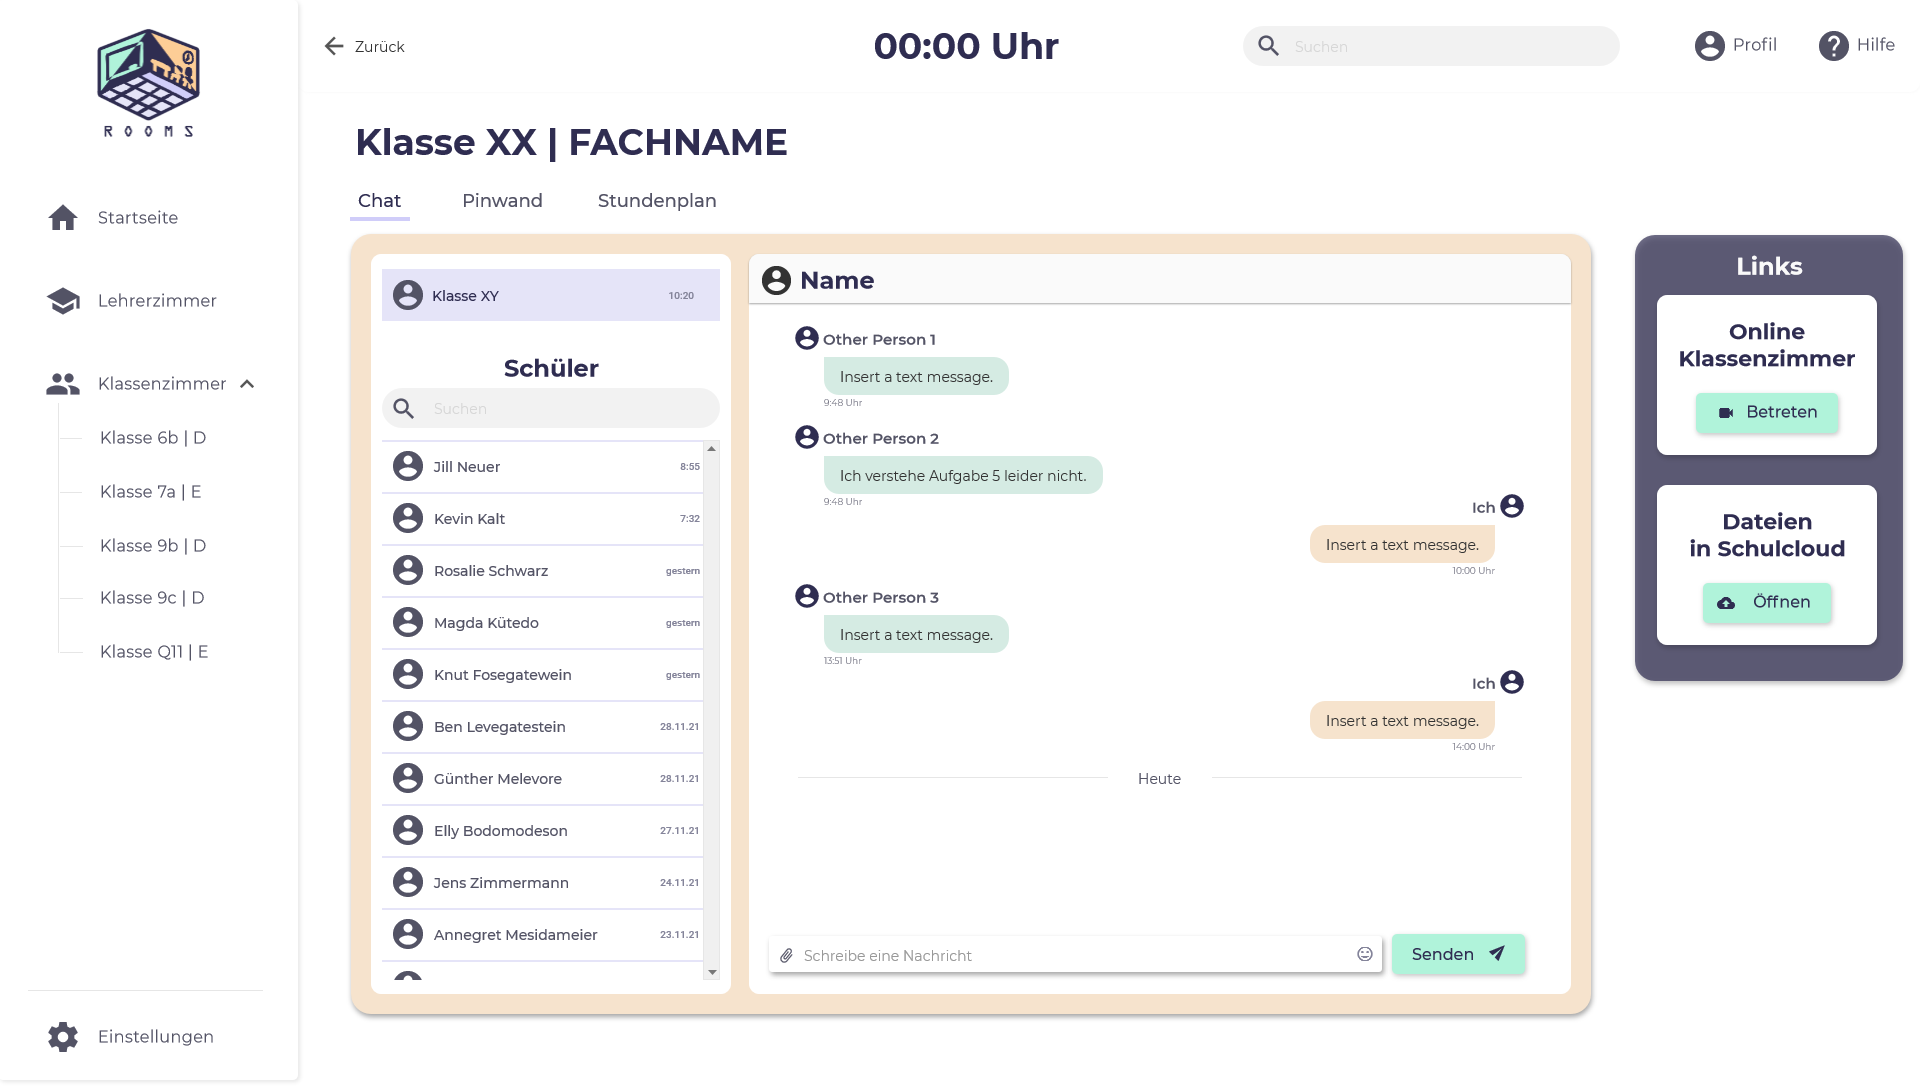 ROOMS
Startseite
Lehrerzimmer
Klassenzimmer
Klasse 6b | D
Klasse 7a | E
Klasse 9b | D
Klasse 9c | D
Klasse Q11 | E
Einstellungen
Zurück
00:00 Uhr
Suchen
Profil
Hilfe
Klasse XX | FACHNAME
Chat
Pinwand
Stundenplan
Klasse XY
10:20
Schüler
Suchen
Jill Neuer
8:55
Kevin Kalt
7:32
Rosalie Schwarz
gestern
Magda Kütedo
gestern
Knut Fosegatewein
gestern
Ben Levegatestein
28.11.21
Günther Melevore
28.11.21
Elly Bodomodeson
27.11.21
Jens Zimmermann
24.11.21
Annegret Mesidameier
23.11.21
Name
Other Person 1
Insert a text message.
9:48 Uhr
Other Person 2
Ich verstehe Aufgabe 5 leider nicht.
9:48 Uhr
Ich
Insert a text message.
10:00 Uhr
Other Person 3
Insert a text message.
13:51 Uhr
Ich
Insert a text message.
14:00 Uhr
Heute
Schreibe eine Nachricht
Senden
Links
Online
Klassenzimmer
Betreten
Dateien
in Schulcloud
Öffnen